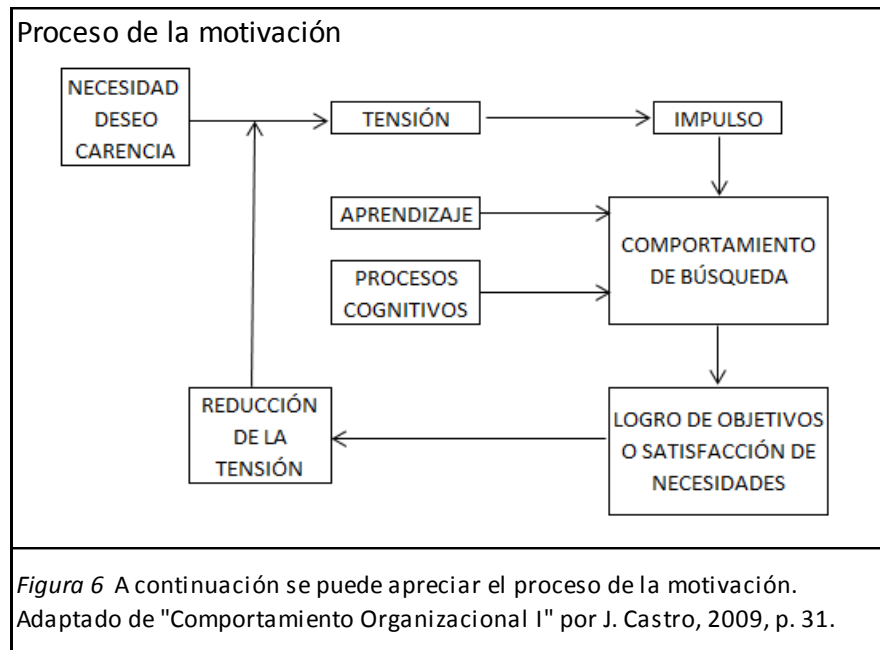 Proceso de la motivación
NECESIDAD
DESEO
CARENCIA
TENSIÓN
IMPULSO
APRENDIZAJE
PROCESOS
COGNITIVOS
COMPORTAMIENTO
DE BÚSQUEDA
REDUCCIÓN
DE LA
TENSIÓN
LOGRO DE OBJETIVOS
O SATISFACCIÓN DE
NECESIDADES
Figura 6 A continuación se puede apreciar el proceso de la motivación.
Adaptado de "Comportamiento Organizacional I" por J. Castro, 2009, p. 31.